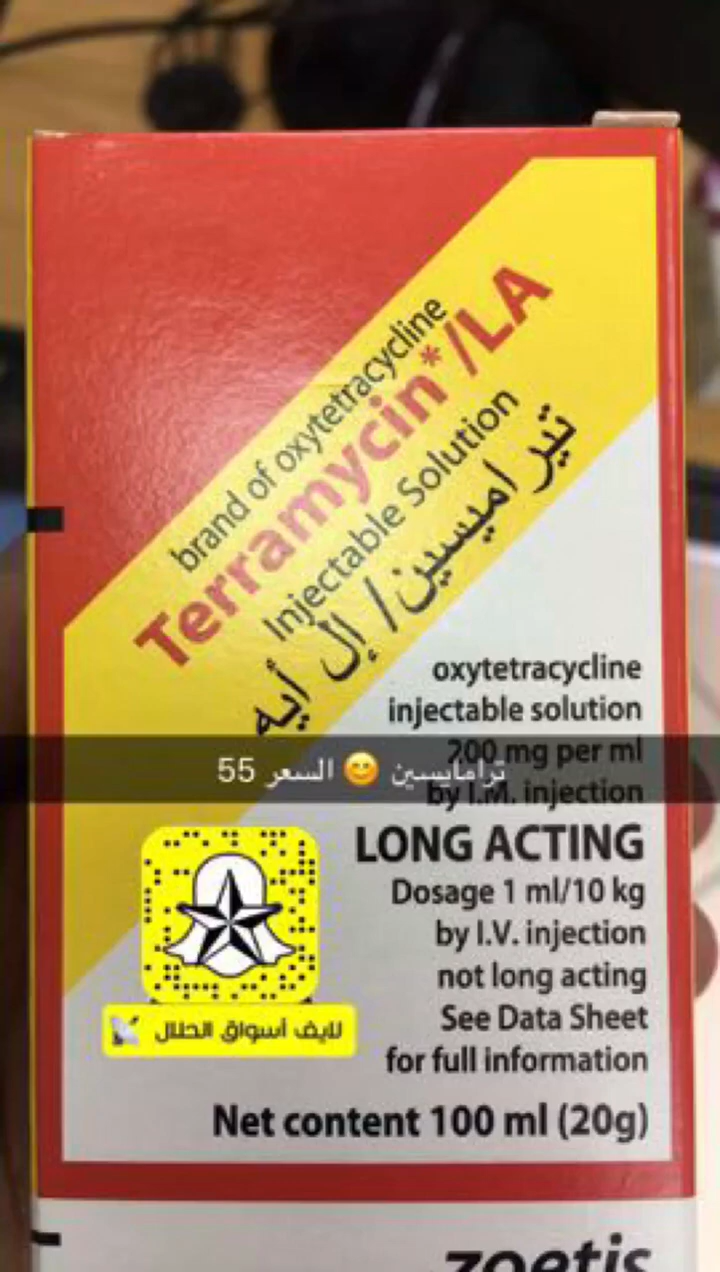 brand of oxytetracycline
Terramycin*/LA
Injectable Solution
تيراميسين/ إل أيه
oxytetracycline
injectable solution
200 mg per ml
by I.M. injection
ترامايسين 😊 السعر 55
LONG ACTING
Dosage 1 ml/10 kg
by I.V. injection
not long acting
See Data Sheet
for full information
لايف أسواق الحلال
Net content 100 ml (20g)
zoetis